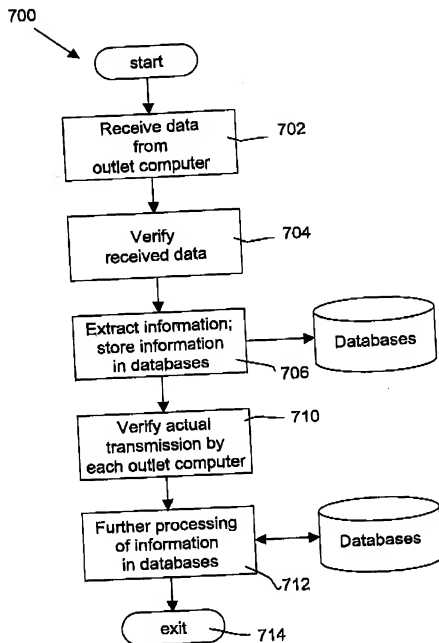 700
start
Receive data
from
outlet computer
702
Verify
received data
704
Extract information;
store information
in databases
706
Databases
Verify actual
transmission by
each outlet computer
710
Further processing
of information
in databases
712
Databases
exit
714